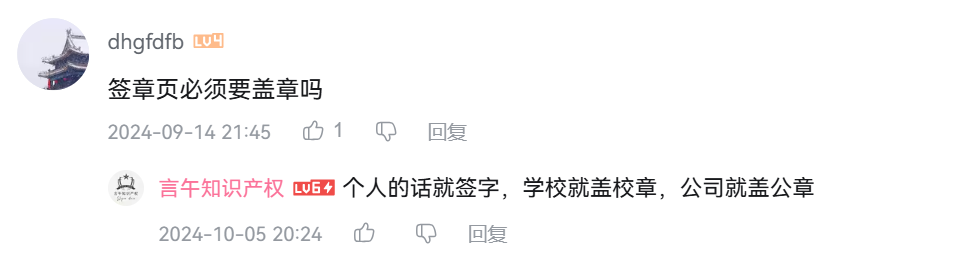 dhgfdfb LV4
签章页必须要盖章吗
2024-09-14 21:45 1 回复
言午知识产权 LV6 个人的话就签字，学校就盖校章，公司就盖公章
2024-10-05 20:24 回复